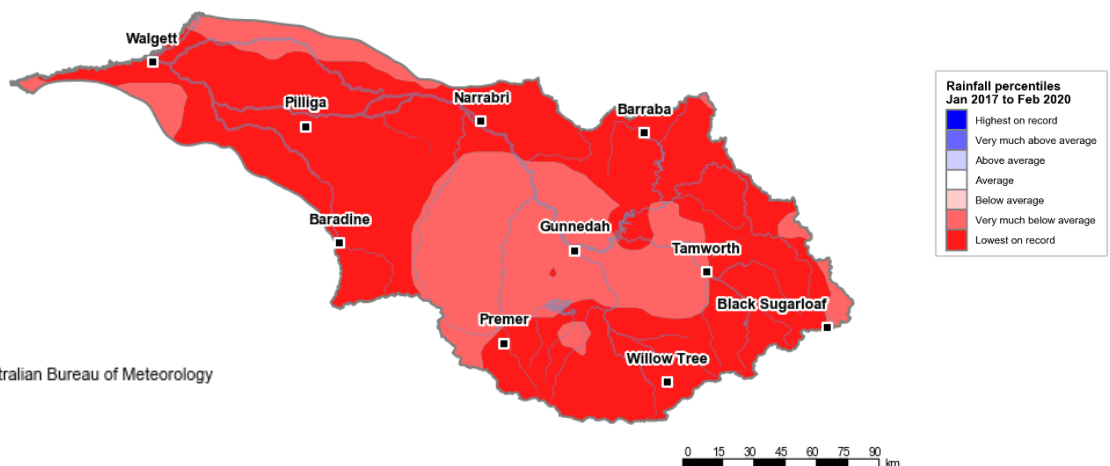 Walgett
Pilliga
Narrabri
Barraba
Baradine
Gunnedah
Tamworth
Black Sugarloaf
Premer
Willow Tree
Rainfall percentiles
Jan 2017 to Feb 2020
Highest on record
Very much above average
Above average
Average
Below average
Very much below average
Lowest on record
tralian Bureau of Meteorology
0 15 30 45 60 75 90
km